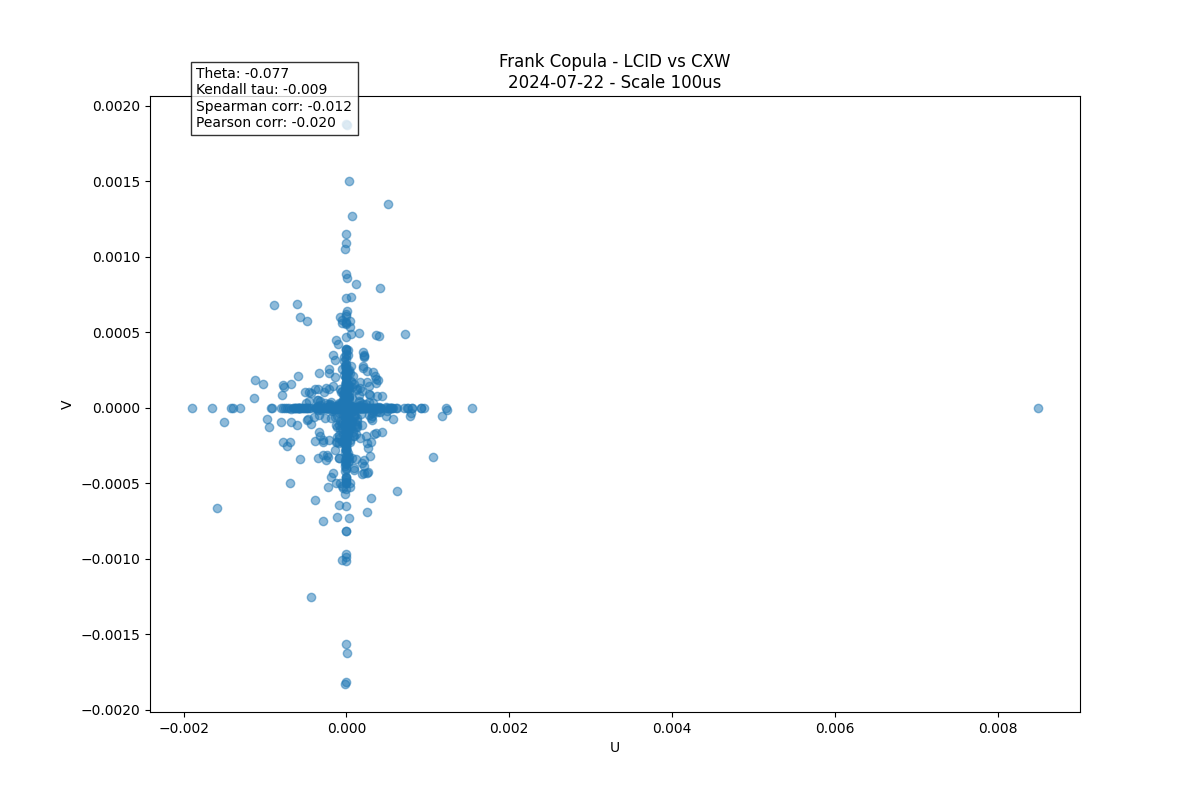 Frank Copula - LCID vs CXW
2024-07-22 - Scale 100us
Theta: -0.077
Kendall tau: -0.009
Spearman corr: -0.012
Pearson corr: -0.020
0.0020
0.0015
0.0010
0.0005
0.0000
−0.0005
−0.0010
−0.0015
−0.0020
V
−0.002
0.000
0.002
0.004
0.006
0.008
U